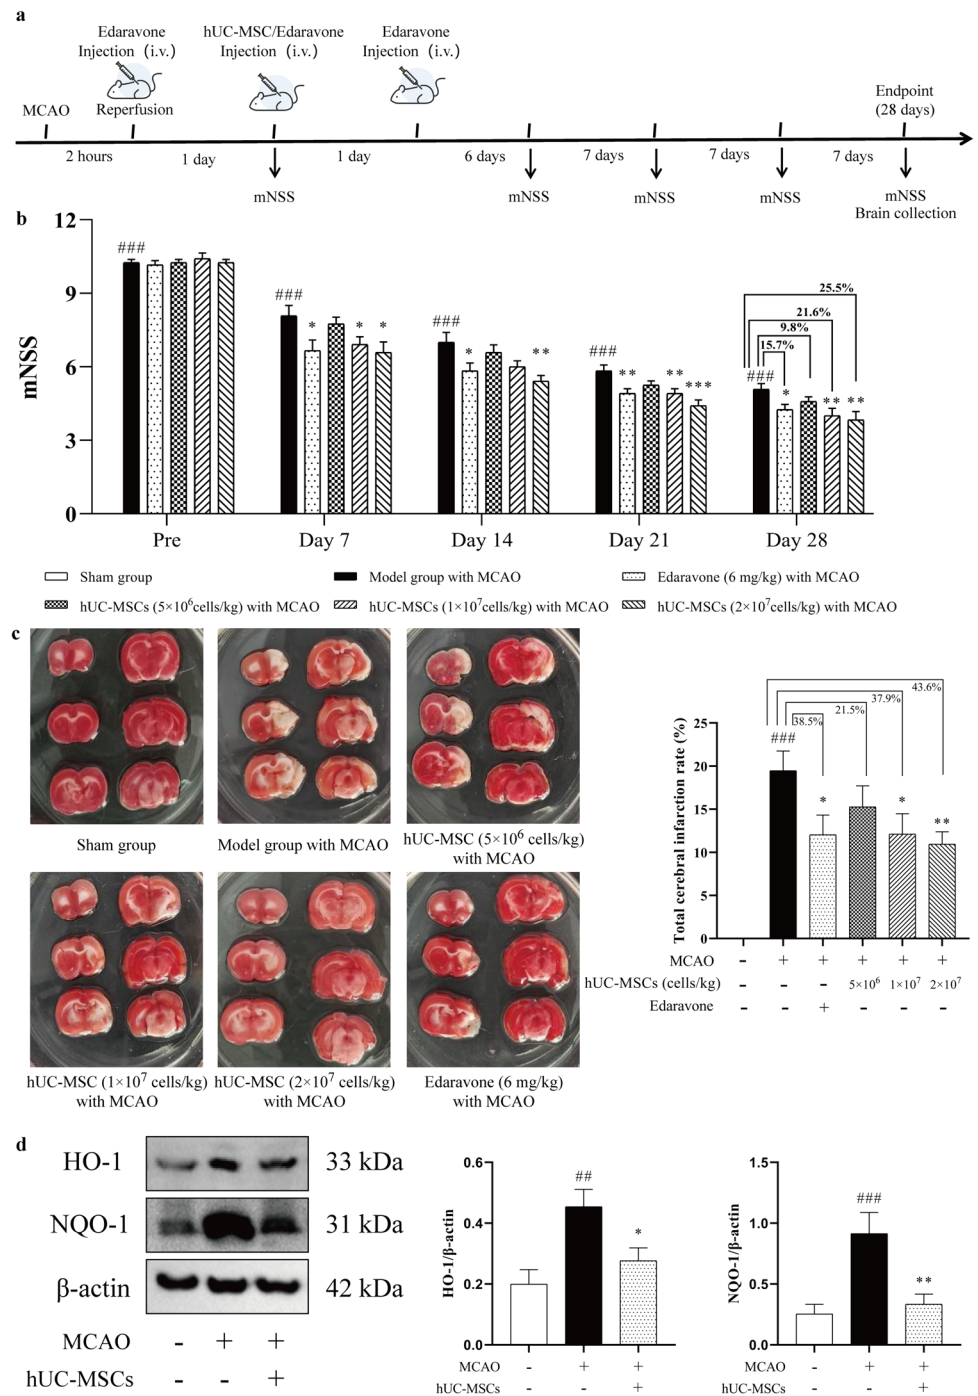 a
Edaravone
Injection (i.v.)
hUC-MSC/Edaravone
Injection (i.v.)
Edaravone
Injection (i.v.)
MCAO
Reperfusion
Endpoint
(28 days)
2 hours
1 day
1 day
6 days
7 days
7 days
7 days
mNSS
mNSS
mNSS
mNSS
mNSS
Brain collection
b
mNSS
12
9
6
3
0
###
###
*
*
*
###
*
**
###
**
**
***
25.5%
21.6%
9.8%
15.7%
###
*
**
**
Pre
Day 7
Day 14
Day 21
Day 28
Sham group
Model group with MCAO
Edaravone (6 mg/kg) with MCAO
hUC-MSCs (5×10⁶cells/kg) with MCAO
hUC-MSCs (1×10⁷cells/kg) with MCAO
hUC-MSCs (2×10⁷cells/kg) with MCAO
c
Sham group
Model group with MCAO
hUC-MSC (5×10⁶ cells/kg)
with MCAO
hUC-MSC (1×10⁷ cells/kg)
with MCAO
hUC-MSC (2×10⁷ cells/kg)
with MCAO
Edaravone (6 mg/kg)
with MCAO
Total cerebral infarction rate (%)
25
20
15
10
5
0
43.6%
37.9%
21.5%
38.5%
###
*
*
**
MCAO - + + + + +
hUC-MSCs (cells/kg) - - - 5×10⁶ 1×10⁷ 2×10⁷
Edaravone - - + - - -
d
HO-1 33 kDa
NQO-1 31 kDa
β-actin 42 kDa
MCAO - + +
hUC-MSCs - - +
HO-1/β-actin
0.6
0.4
0.2
0.0
##
*
MCAO - + +
hUC-MSCs - - +
NQO-1/β-actin
1.5
1.0
0.5
0.0
###
**
MCAO - + +
hUC-MSCs - - +